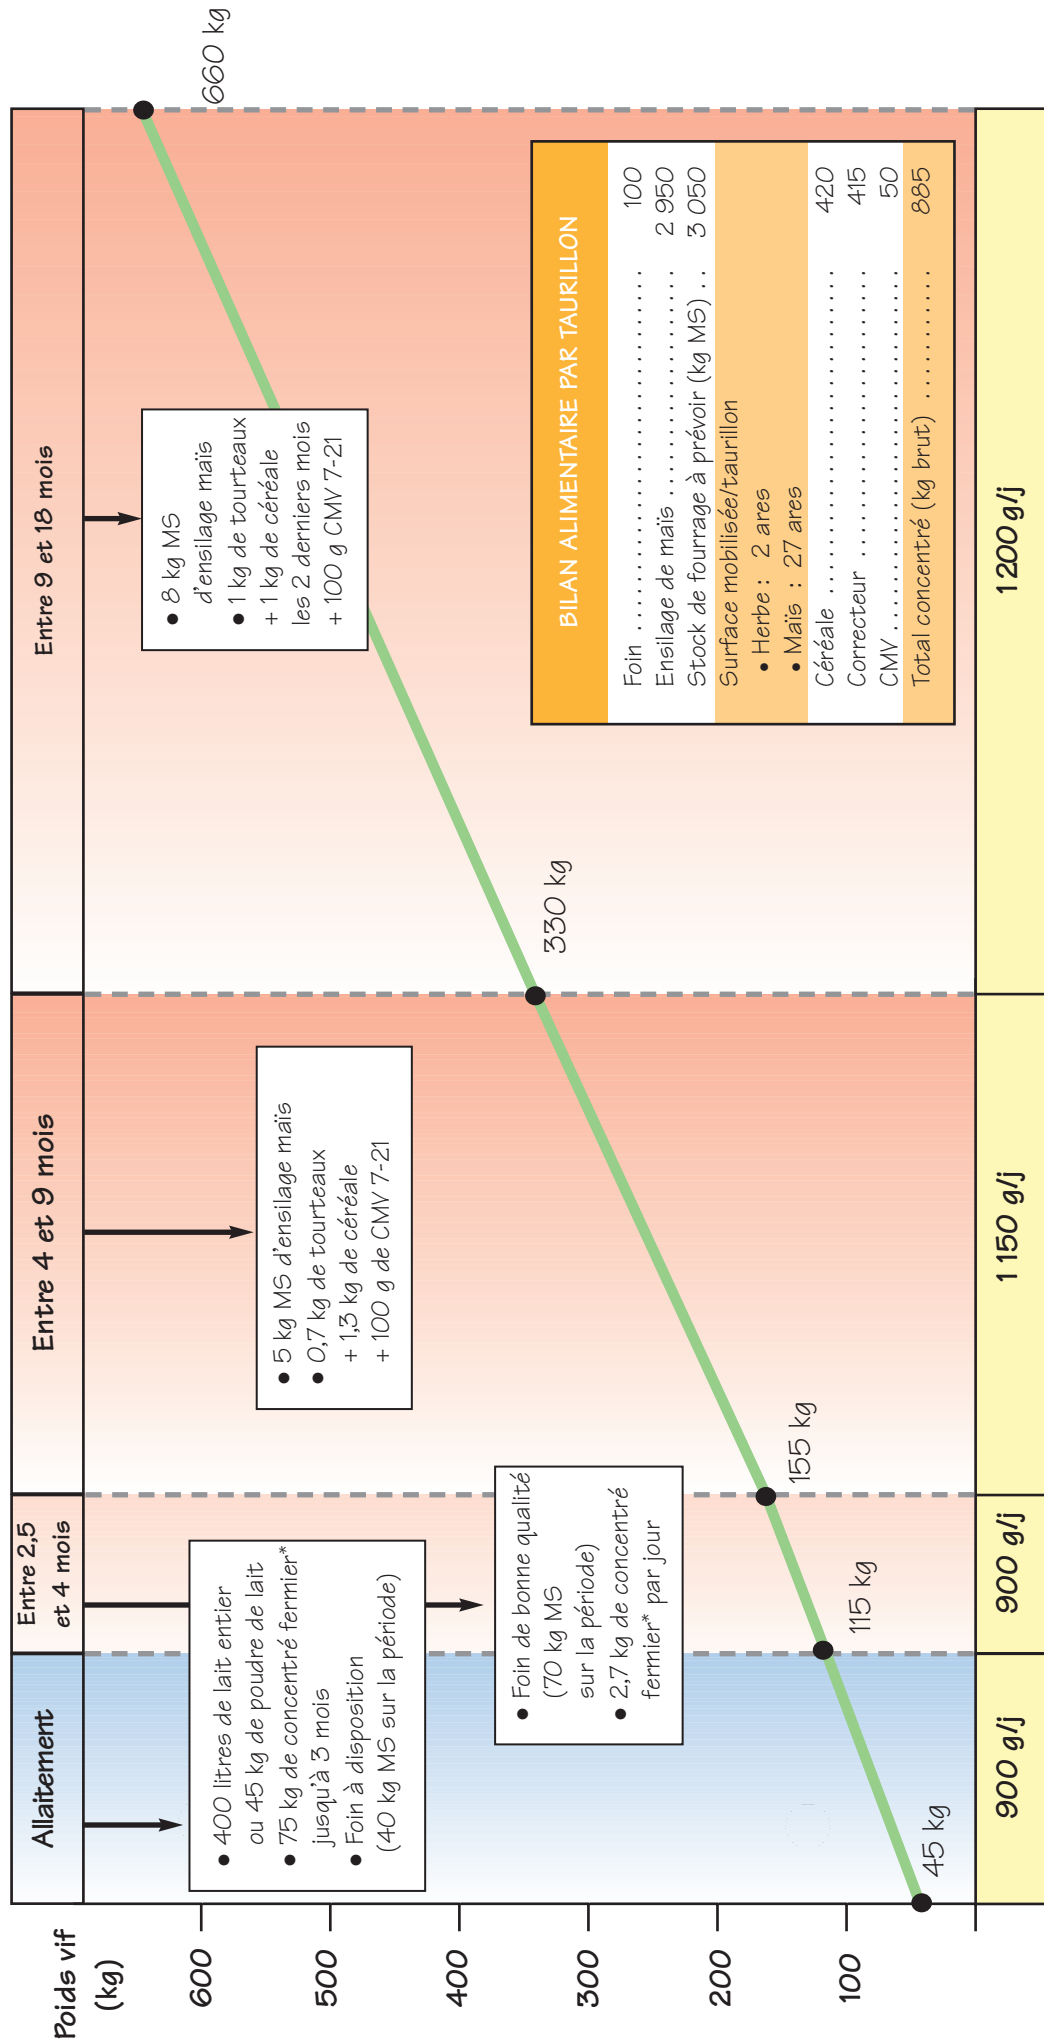 Poids vif
(kg)
Allaitement
Entre 2,5
et 4 mois
Entre 4 et 9 mois
Entre 9 et 18 mois
600
500
400
300
200
100
• 400 litres de lait entier
ou 45 kg de poudre de lait
• 75 kg de concentré fermier*
jusqu'à 3 mois
• Foin à disposition
(40 kg MS sur la période)
• Foin de bonne qualité
(70 kg MS
sur la période)
• 2,7 kg de concentré
fermier* par jour
• 5 kg MS d'ensilage maïs
• 0,7 kg de tourteaux
+ 1,3 kg de céréale
+ 100 g de CMV 7-21
• 8 kg MS
d'ensilage maïs
• 1 kg de tourteaux
+ 1 kg de céréale
les 2 derniers mois
+ 100 g CMV 7-21
45 kg
115 kg
155 kg
330 kg
660 kg
BILAN ALIMENTAIRE PAR TAURILLON
Foin ........................... 100
Ensilage de maïs .................. 2 950
Stock de fourrage à prévoir (kg MS) .. 3 050
Surface mobilisée/taurillon
• Herbe : 2 ares
• Maïs : 27 ares
Céréale ........................... 420
Correcteur ........................ 415
CMV ............................... 50
Total concentré (kg brut) ........... 885
900 g/j
900 g/j
1 150 g/j
1 200 g/j